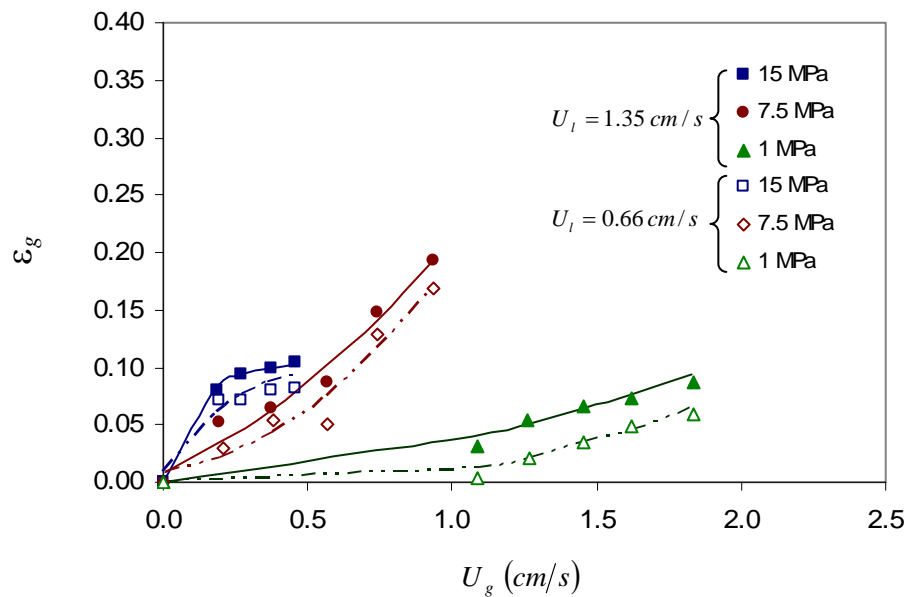 0.40
0.35
0.30
0.25
0.20
0.15
0.10
0.05
0.00
εg
15 MPa
7.5 MPa
1 MPa
15 MPa
7.5 MPa
1 MPa
U_l = 1.35 cm/s
U_l = 0.66 cm/s
0.0 0.5 1.0 1.5 2.0 2.5
U_g (cm/s)